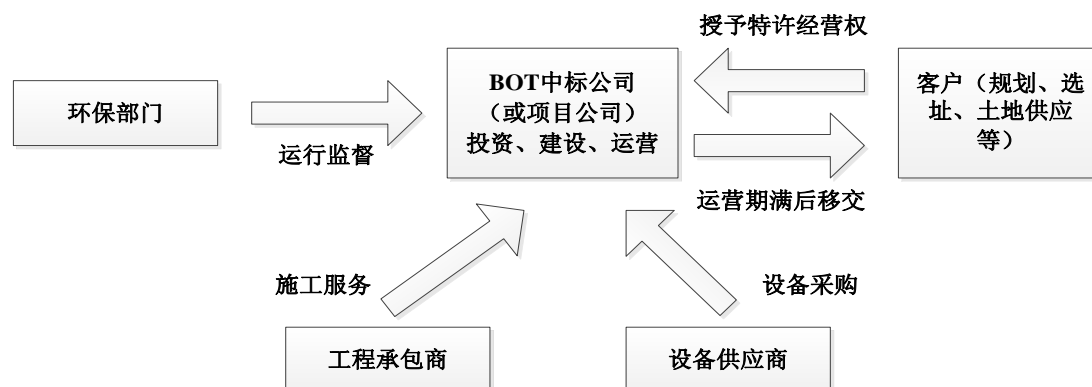 授予特许经营权
BOT中标公司
（或项目公司）
投资、建设、运营
客户（规划、选
址、土地供应
等）
环保部门
运行监督
运营期满后移交
施工服务
设备采购
工程承包商
设备供应商